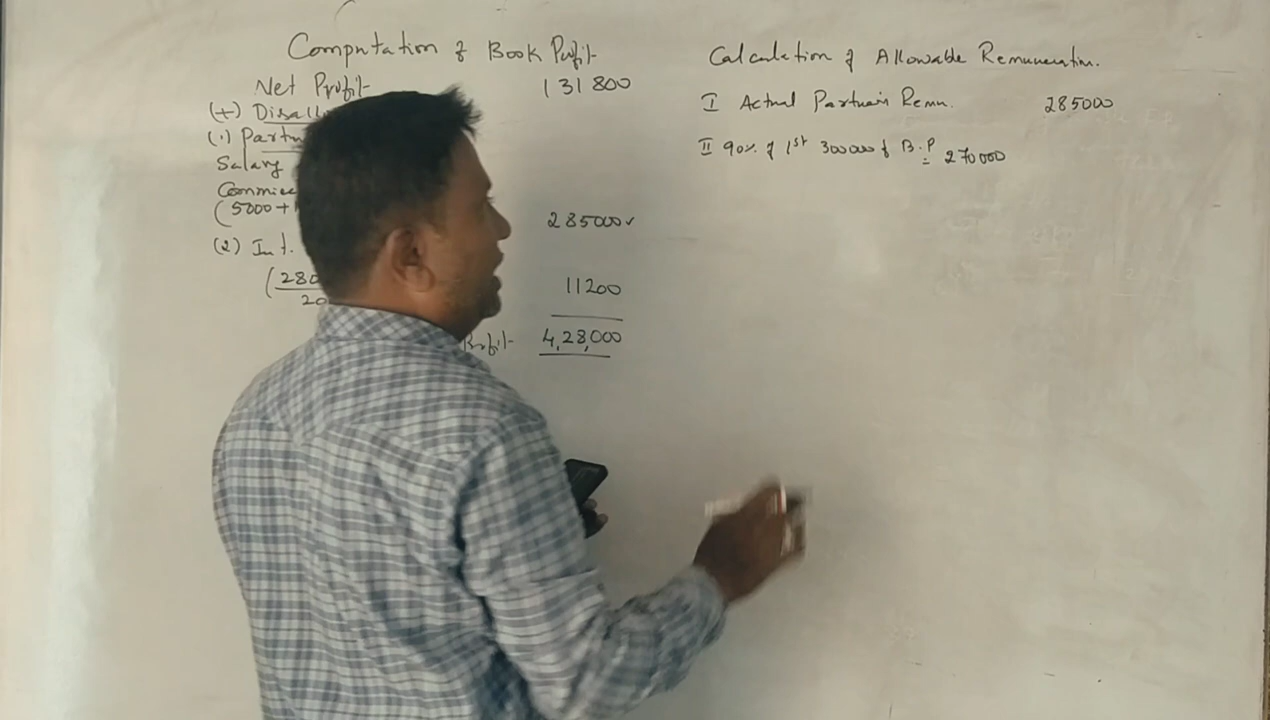 Computation of Book Profit
Net Profit 131800
(+) Disall
(1) Partn
Salary
Commiss
(5000+
285000✓
(2) Int.
(280
20
11200
Profit 4,28,000
Calculation of Allowable Remuneration.
I Actual Partner's Remu. 285000
II 90% of 1st 300000 of B.P = 270000